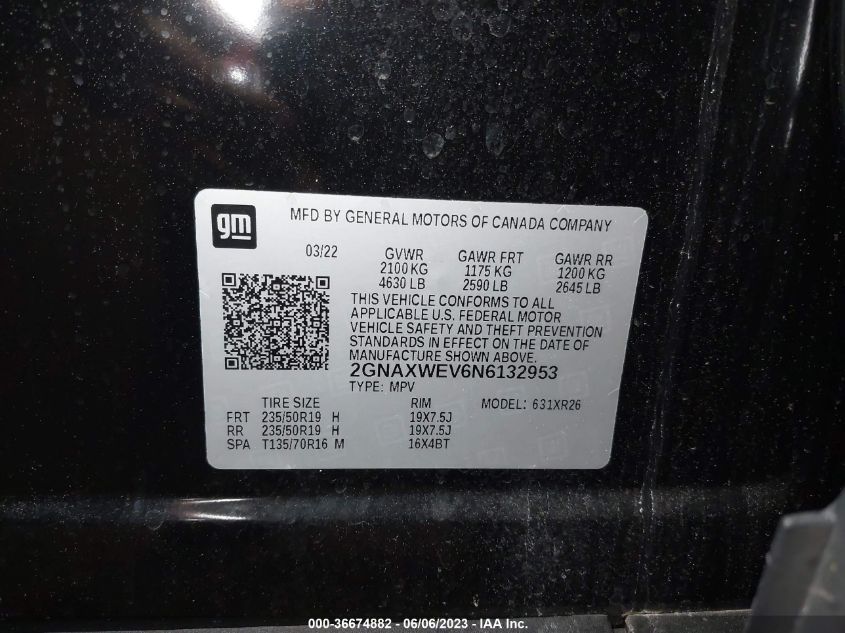 gm
MFD BY GENERAL MOTORS OF CANADA COMPANY
03/22 GVWR GAWR FRT GAWR RR
2100 KG 1175 KG 1200 KG
4630 LB 2590 LB 2645 LB
THIS VEHICLE CONFORMS TO ALL
APPLICABLE U.S. FEDERAL MOTOR
VEHICLE SAFETY AND THEFT PREVENTION
STANDARDS IN EFFECT ON THE DATE OF
MANUFACTURE SHOWN ABOVE.
2GNAXWEV6N6132953
TYPE: MPV
TIRE SIZE RIM MODEL: 631XR26
FRT 235/50R19 H 19X7.5J
RR 235/50R19 H 19X7.5J
SPA T135/70R16 M 16X4BT
000-36674882 - 06/06/2023 - IAAI.com